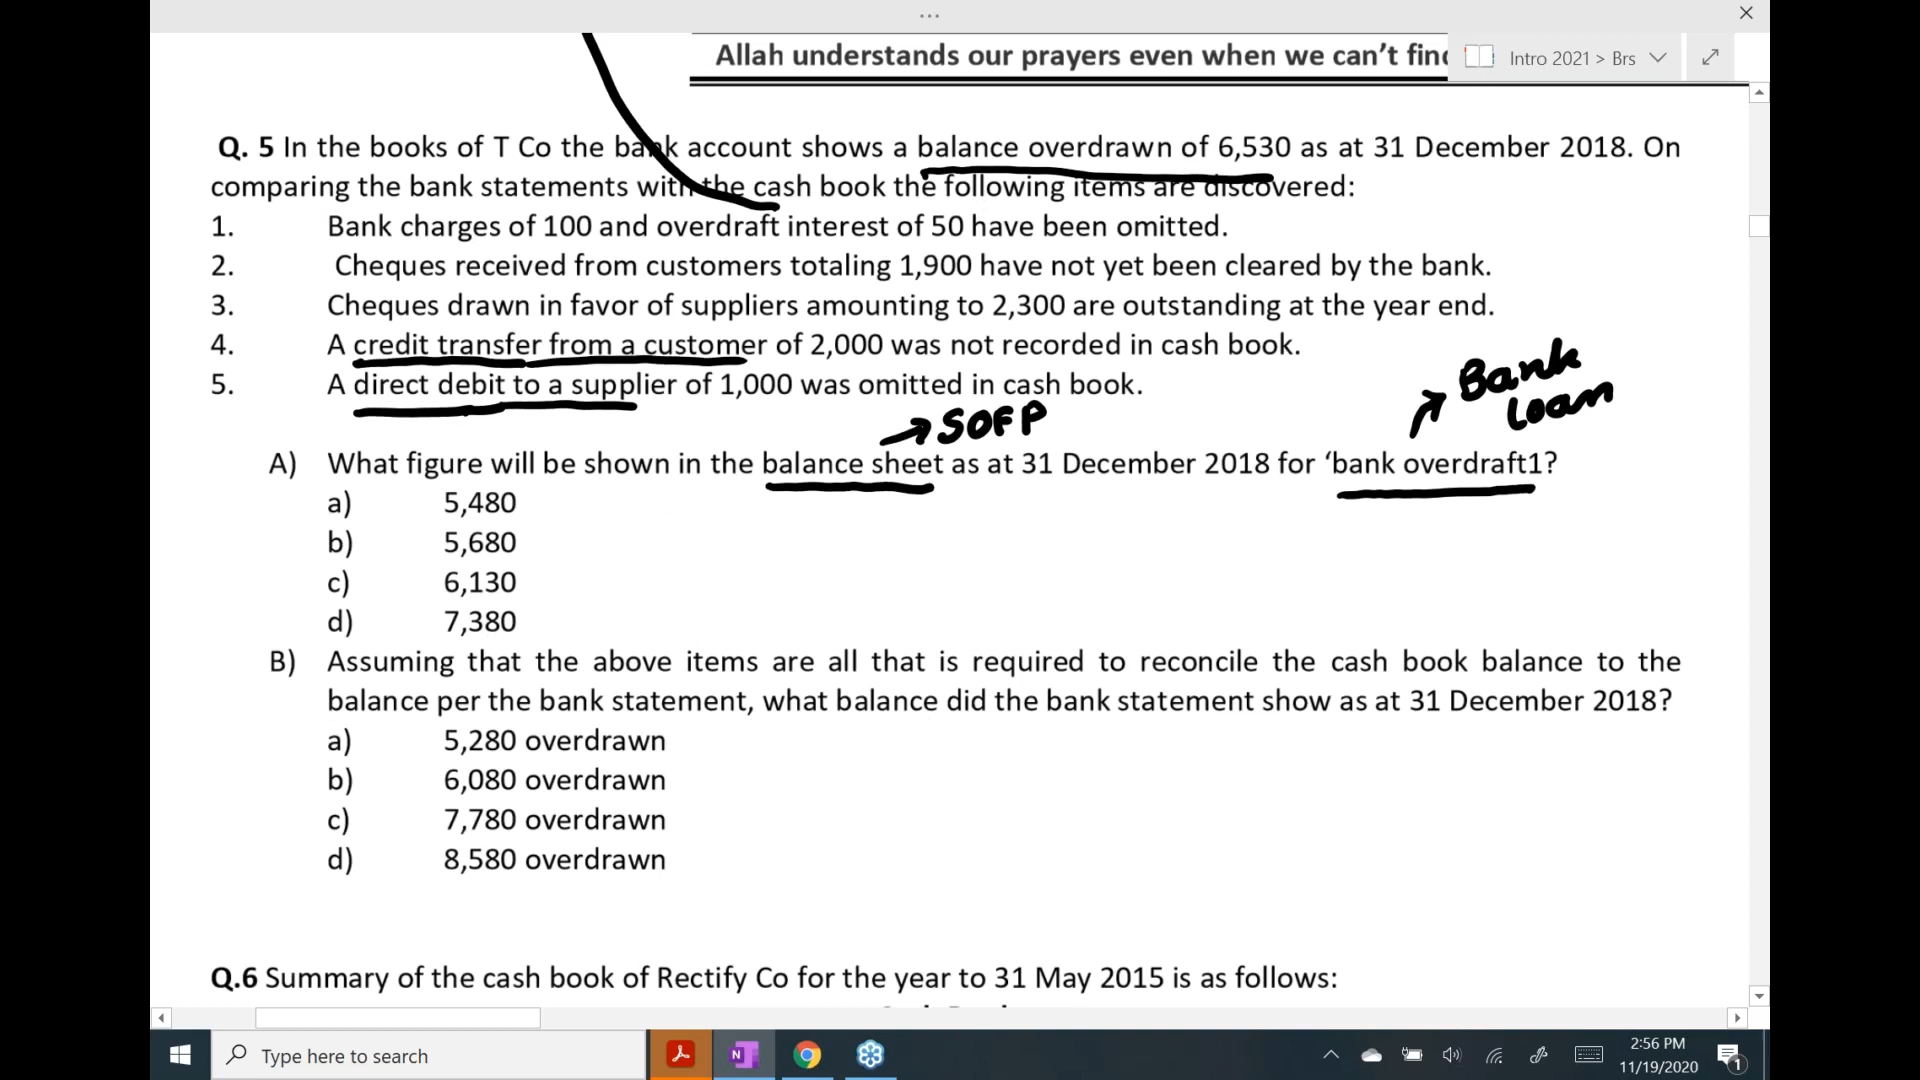 ...
Allah understands our prayers even when we can't find
Intro 2021 > Brs
Q. 5 In the books of T Co the bank account shows a balance overdrawn of 6,530 as at 31 December 2018. On
comparing the bank statements with the cash book the following items are discovered:
1. Bank charges of 100 and overdraft interest of 50 have been omitted.
2. Cheques received from customers totaling 1,900 have not yet been cleared by the bank.
3. Cheques drawn in favor of suppliers amounting to 2,300 are outstanding at the year end.
4. A credit transfer from a customer of 2,000 was not recorded in cash book.
5. A direct debit to a supplier of 1,000 was omitted in cash book.
Bank
loan
SOFP
A) What figure will be shown in the balance sheet as at 31 December 2018 for ‘bank overdraft1?
a) 5,480
b) 5,680
c) 6,130
d) 7,380
B) Assuming that the above items are all that is required to reconcile the cash book balance to the
balance per the bank statement, what balance did the bank statement show as at 31 December 2018?
a) 5,280 overdrawn
b) 6,080 overdrawn
c) 7,780 overdrawn
d) 8,580 overdrawn
Q.6 Summary of the cash book of Rectify Co for the year to 31 May 2015 is as follows:
Type here to search
N
2:56 PM
11/19/2020
1